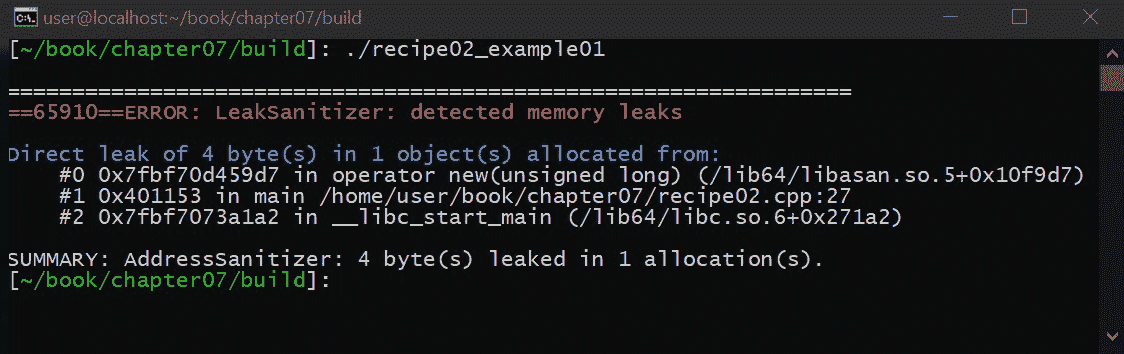 user@localhost:~/book/chapter07/build
[~/book/chapter07/build]: ./recipe02_example01
=================================================================
==65910==ERROR: LeakSanitizer: detected memory leaks
Direct leak of 4 byte(s) in 1 object(s) allocated from:
#0 0x7fbf70d459d7 in operator new(unsigned long) (/lib64/libasan.so.5+0x10f9d7)
#1 0x401153 in main /home/user/book/chapter07/recipe02.cpp:27
#2 0x7fbf7073a1a2 in __libc_start_main (/lib64/libc.so.6+0x271a2)
SUMMARY: AddressSanitizer: 4 byte(s) leaked in 1 allocation(s).
[~/book/chapter07/build]: